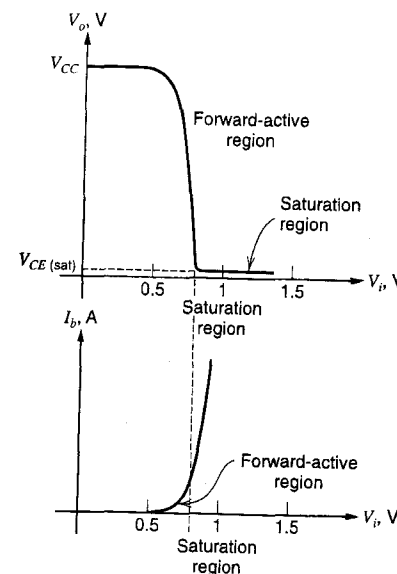 V_o, V
V_CC
Forward-active
region
Saturation
region
V_CE (sat)
0.5
1
1.5
V_i, V
Saturation
region
I_b, A
Forward-active
region
0.5
1
1.5
V_i, V
Saturation
region